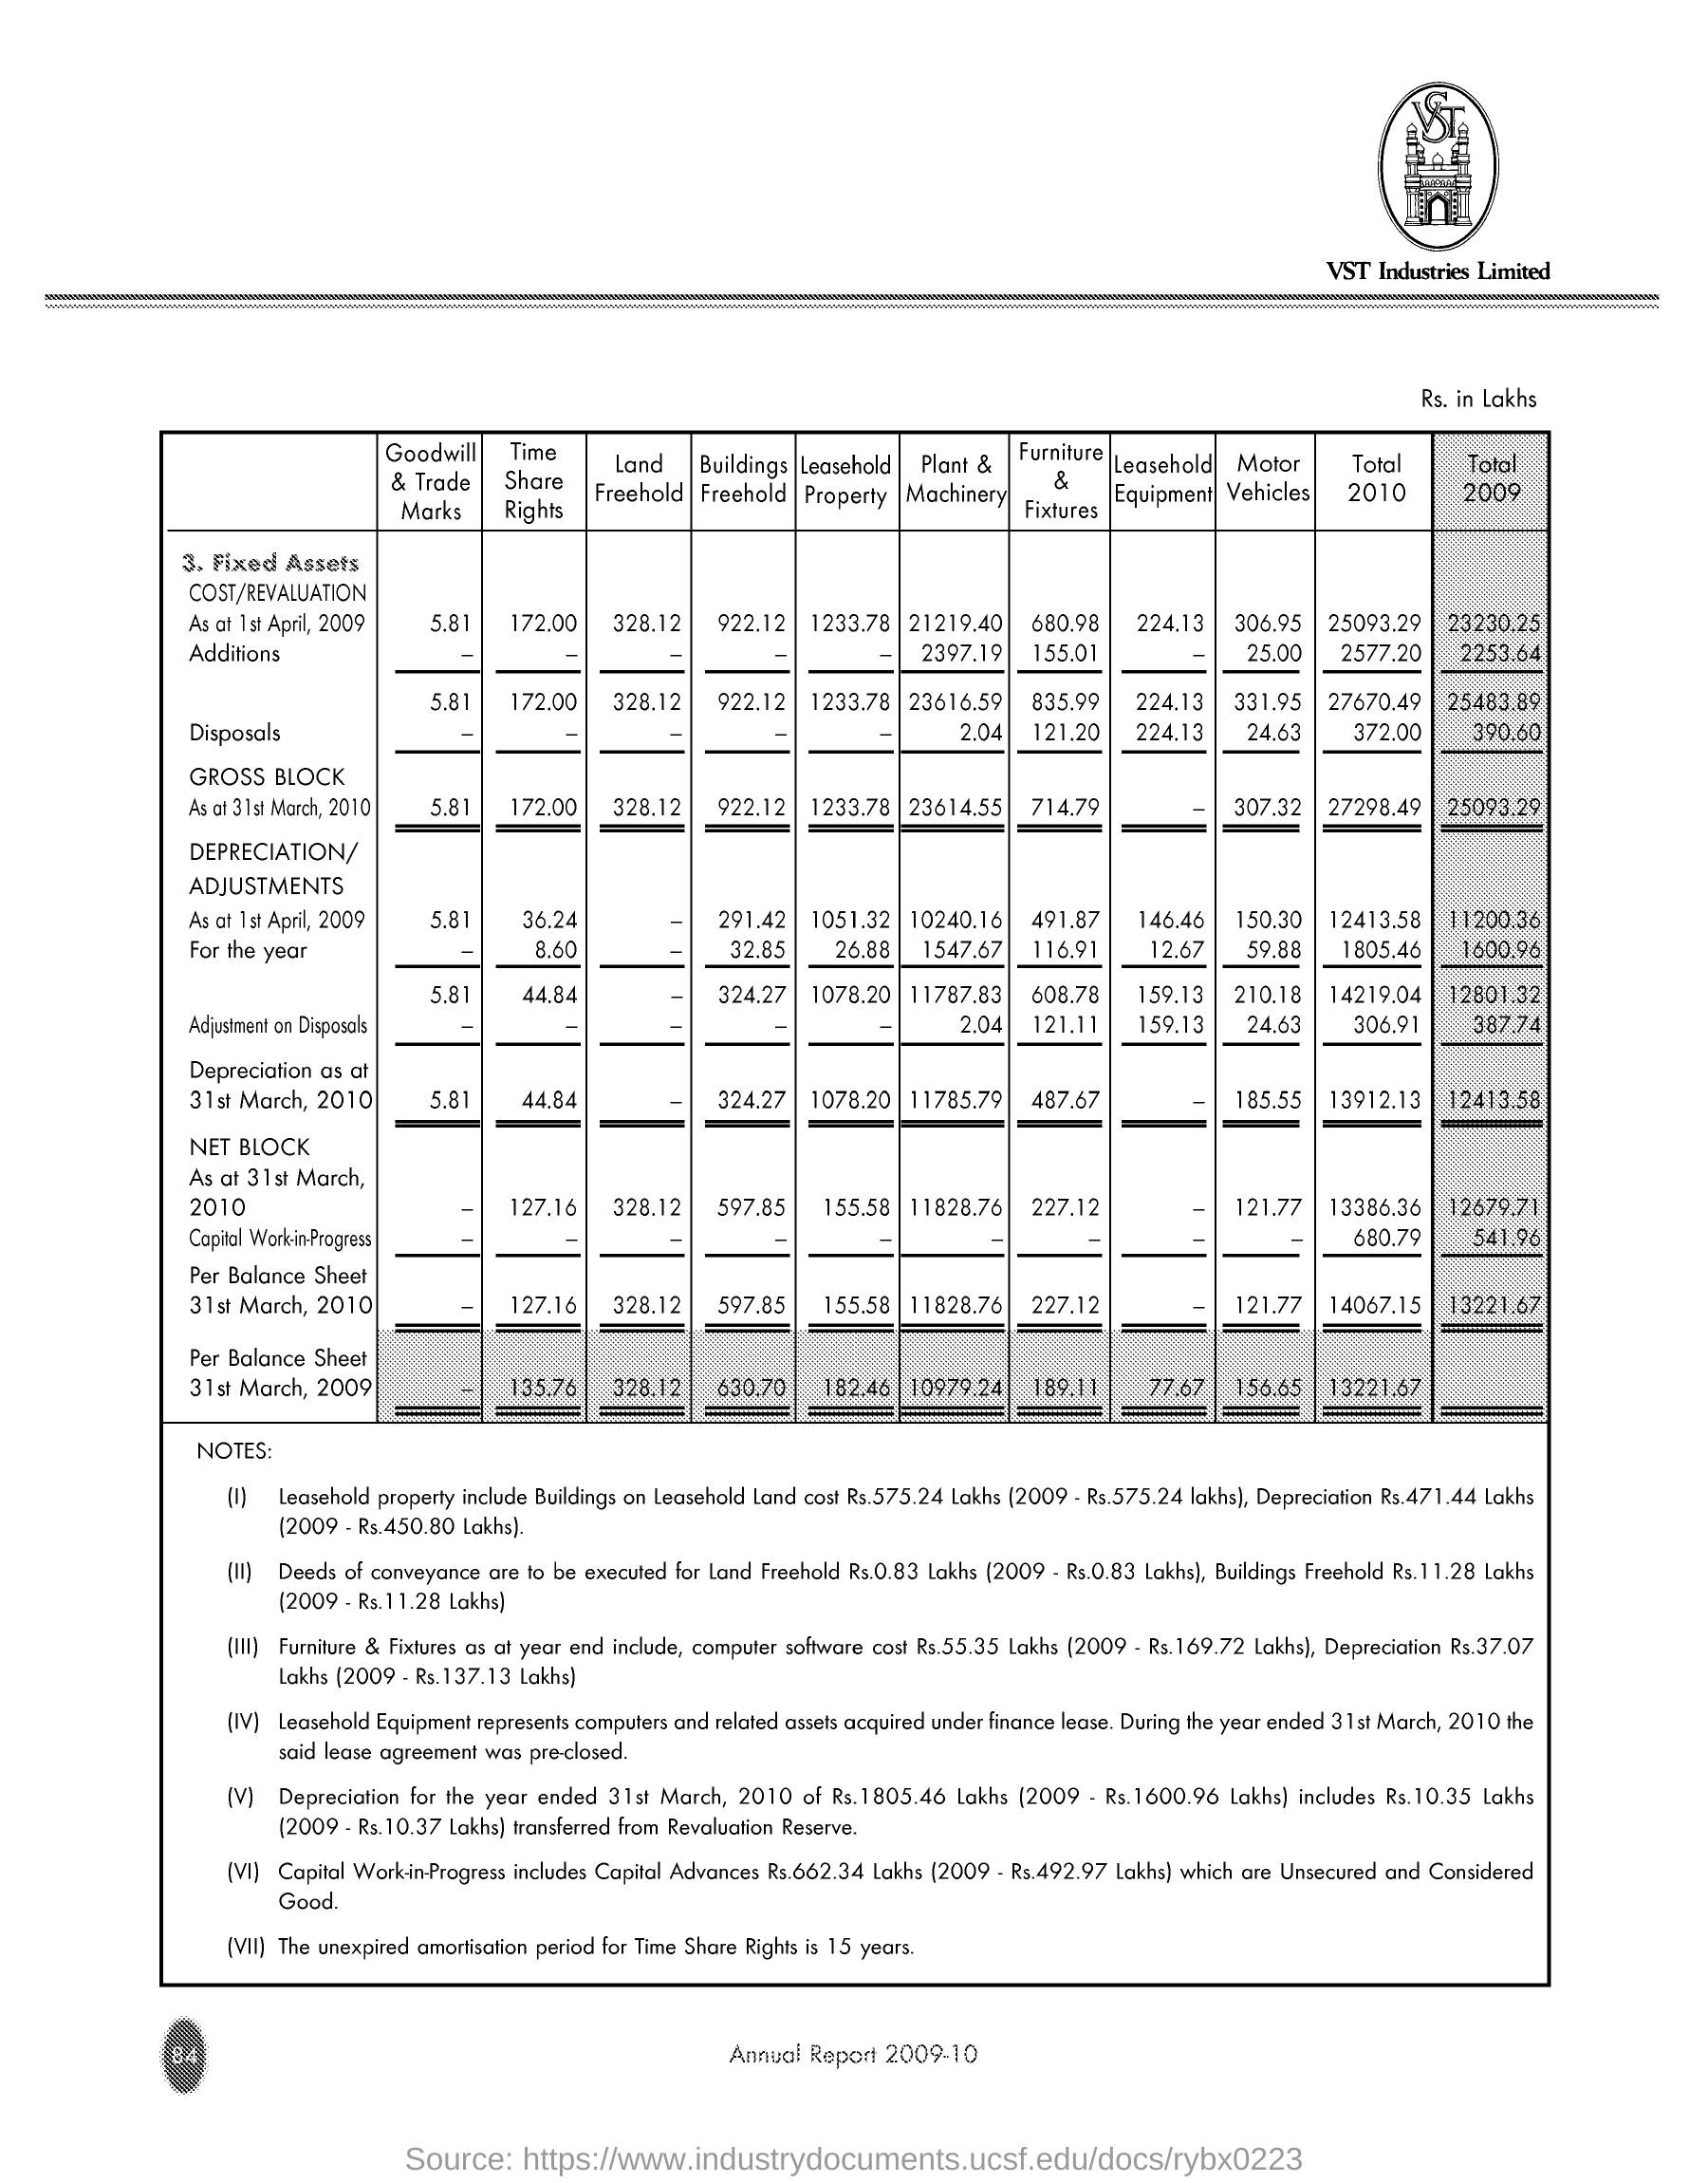 VST
VST Industries Limited
Rs. in Lakhs
Goodwill & Trade Marks | Time Share Rights | Land Freehold | Buildings Freehold | Leasehold Property | Plant & Machinery | Furniture & Fixtures | Leasehold Equipment | Motor Vehicles | Total 2010 | Total 2009
3. Fixed Assets
COST/REVALUATION
As at 1st April, 2009 5.81 172.00 328.12 922.12 1233.78 21219.40 680.98 224.13 306.95 25093.29 23230.25
Additions – – – – – 2397.19 155.01 – 25.00 2577.20 2253.64
5.81 172.00 328.12 922.12 1233.78 23616.59 835.99 224.13 331.95 27670.49 25483.89
Disposals – – – – – 2.04 121.20 224.13 24.63 372.00 390.60
GROSS BLOCK
As at 31st March, 2010 5.81 172.00 328.12 922.12 1233.78 23614.55 714.79 – 307.32 27298.49 25093.29
DEPRECIATION/
ADJUSTMENTS
As at 1st April, 2009 5.81 36.24 – 291.42 1051.32 10240.16 491.87 146.46 150.30 12413.58 11200.36
For the year – 8.60 – 32.85 26.88 1547.67 116.91 12.67 59.88 1805.46 1600.96
5.81 44.84 – 324.27 1078.20 11787.83 608.78 159.13 210.18 14219.04 12801.32
Adjustment on Disposals – – – – – 2.04 121.11 159.13 24.63 306.91 387.74
Depreciation as at
31st March, 2010 5.81 44.84 – 324.27 1078.20 11785.79 487.67 – 185.55 13912.13 12413.58
NET BLOCK
As at 31st March,
2010 – 127.16 328.12 597.85 155.58 11828.76 227.12 – 121.77 13386.36 12679.71
Capital Work-in-Progress – – – – – – – – – 680.79 541.96
Per Balance Sheet
31st March, 2010 – 127.16 328.12 597.85 155.58 11828.76 227.12 – 121.77 14067.15 13221.67
Per Balance Sheet
31st March, 2009 – 135.76 328.12 630.70 182.46 10979.24 189.11 77.67 156.65 13221.67
NOTES:
(I) Leasehold property include Buildings on Leasehold Land cost Rs.575.24 Lakhs (2009 - Rs.575.24 lakhs), Depreciation Rs.471.44 Lakhs
(2009 - Rs.450.80 Lakhs).
(II) Deeds of conveyance are to be executed for Land Freehold Rs.0.83 Lakhs (2009 - Rs.0.83 Lakhs), Buildings Freehold Rs.11.28 Lakhs
(2009 - Rs.11.28 Lakhs)
(III) Furniture & Fixtures as at year end include, computer software cost Rs.55.35 Lakhs (2009 - Rs.169.72 Lakhs), Depreciation Rs.37.07
Lakhs (2009 - Rs.137.13 Lakhs)
(IV) Leasehold Equipment represents computers and related assets acquired under finance lease. During the year ended 31st March, 2010 the
said lease agreement was pre-closed.
(V) Depreciation for the year ended 31st March, 2010 of Rs.1805.46 Lakhs (2009 - Rs.1600.96 Lakhs) includes Rs.10.35 Lakhs
(2009 - Rs.10.37 Lakhs) transferred from Revaluation Reserve.
(VI) Capital Work-in-Progress includes Capital Advances Rs.662.34 Lakhs (2009 - Rs.492.97 Lakhs) which are Unsecured and Considered
Good.
(VII) The unexpired amortisation period for Time Share Rights is 15 years.
84
Annual Report 2009-10
Source: https://www.industrydocuments.ucsf.edu/docs/rybx0223